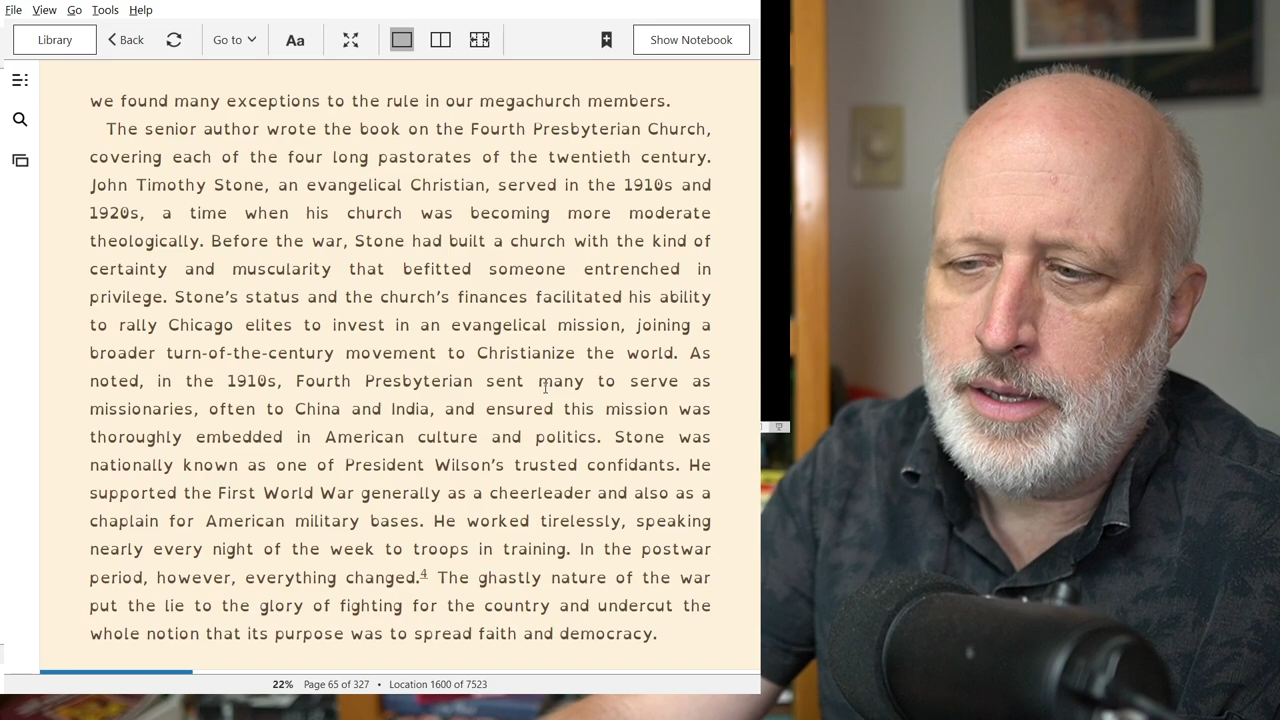 File View Go Tools Help
Library Back Go to Aa Show Notebook
we found many exceptions to the rule in our megachurch members.
The senior author wrote the book on the Fourth Presbyterian Church,
covering each of the four long pastorates of the twentieth century.
John Timothy Stone, an evangelical Christian, served in the 1910s and
1920s, a time when his church was becoming more moderate
theologically. Before the war, Stone had built a church with the kind of
certainty and muscularity that befitted someone entrenched in
privilege. Stone's status and the church's finances facilitated his ability
to rally Chicago elites to invest in an evangelical mission, joining a
broader turn-of-the-century movement to Christianize the world. As
noted, in the 1910s, Fourth Presbyterian sent many to serve as
missionaries, often to China and India, and ensured this mission was
thoroughly embedded in American culture and politics. Stone was
nationally known as one of President Wilson's trusted confidants. He
supported the First World War generally as a cheerleader and also as a
chaplain for American military bases. He worked tirelessly, speaking
nearly every night of the week to troops in training. In the postwar
period, however, everything changed.4 The ghastly nature of the war
put the lie to the glory of fighting for the country and undercut the
whole notion that its purpose was to spread faith and democracy.
22% Page 65 of 327 • Location 1600 of 7523